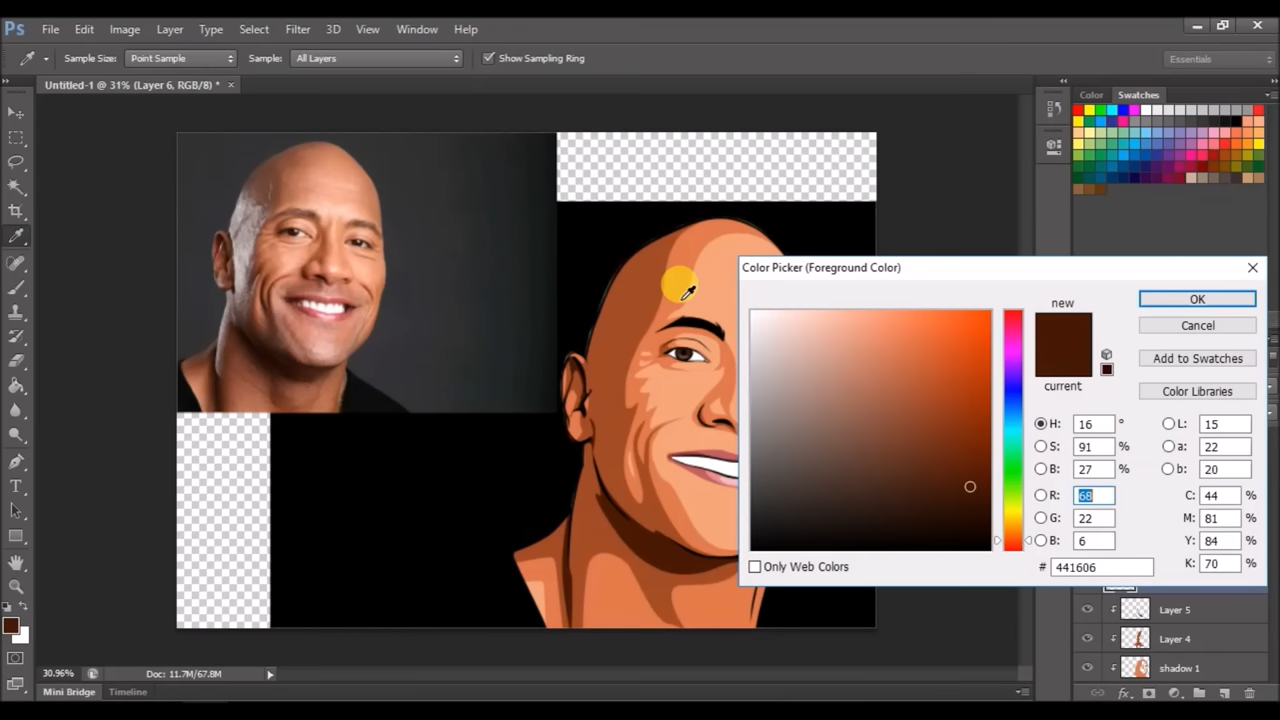 Ps File Edit Image Layer Type Select Filter 3D View Window Help
Sample Size: Point Sample Sample: All Layers Show Sampling Ring Essentials
Untitled-1 @ 31% (Layer 6, RGB/8) * ×
Color Swatches
Color Picker (Foreground Color)
new
current
OK
Cancel
Add to Swatches
Color Libraries
H: 16 ° L: 15
S: 91 % a: 22
B: 27 % b: 20
R: 68 C: 44 %
G: 22 M: 81 %
B: 6 Y: 84 %
# 441606 K: 70 %
Only Web Colors
Layer 5
Layer 4
shadow 1
30.96% Doc: 11.7M/67.8M
Mini Bridge Timeline